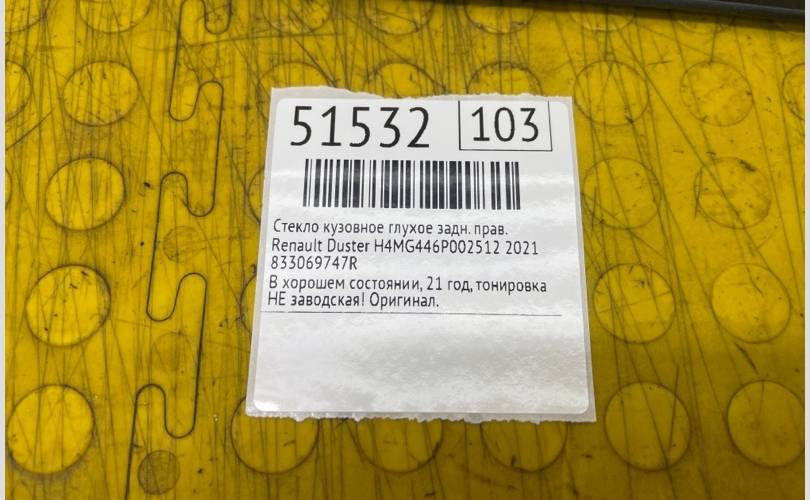 51532 103
Стекло кузовное глухое задн. прав.
Renault Duster H4MG446P002512 2021
833069747R
В хорошем состоянии, 21 год, тонировка
НЕ заводская! Оригинал.